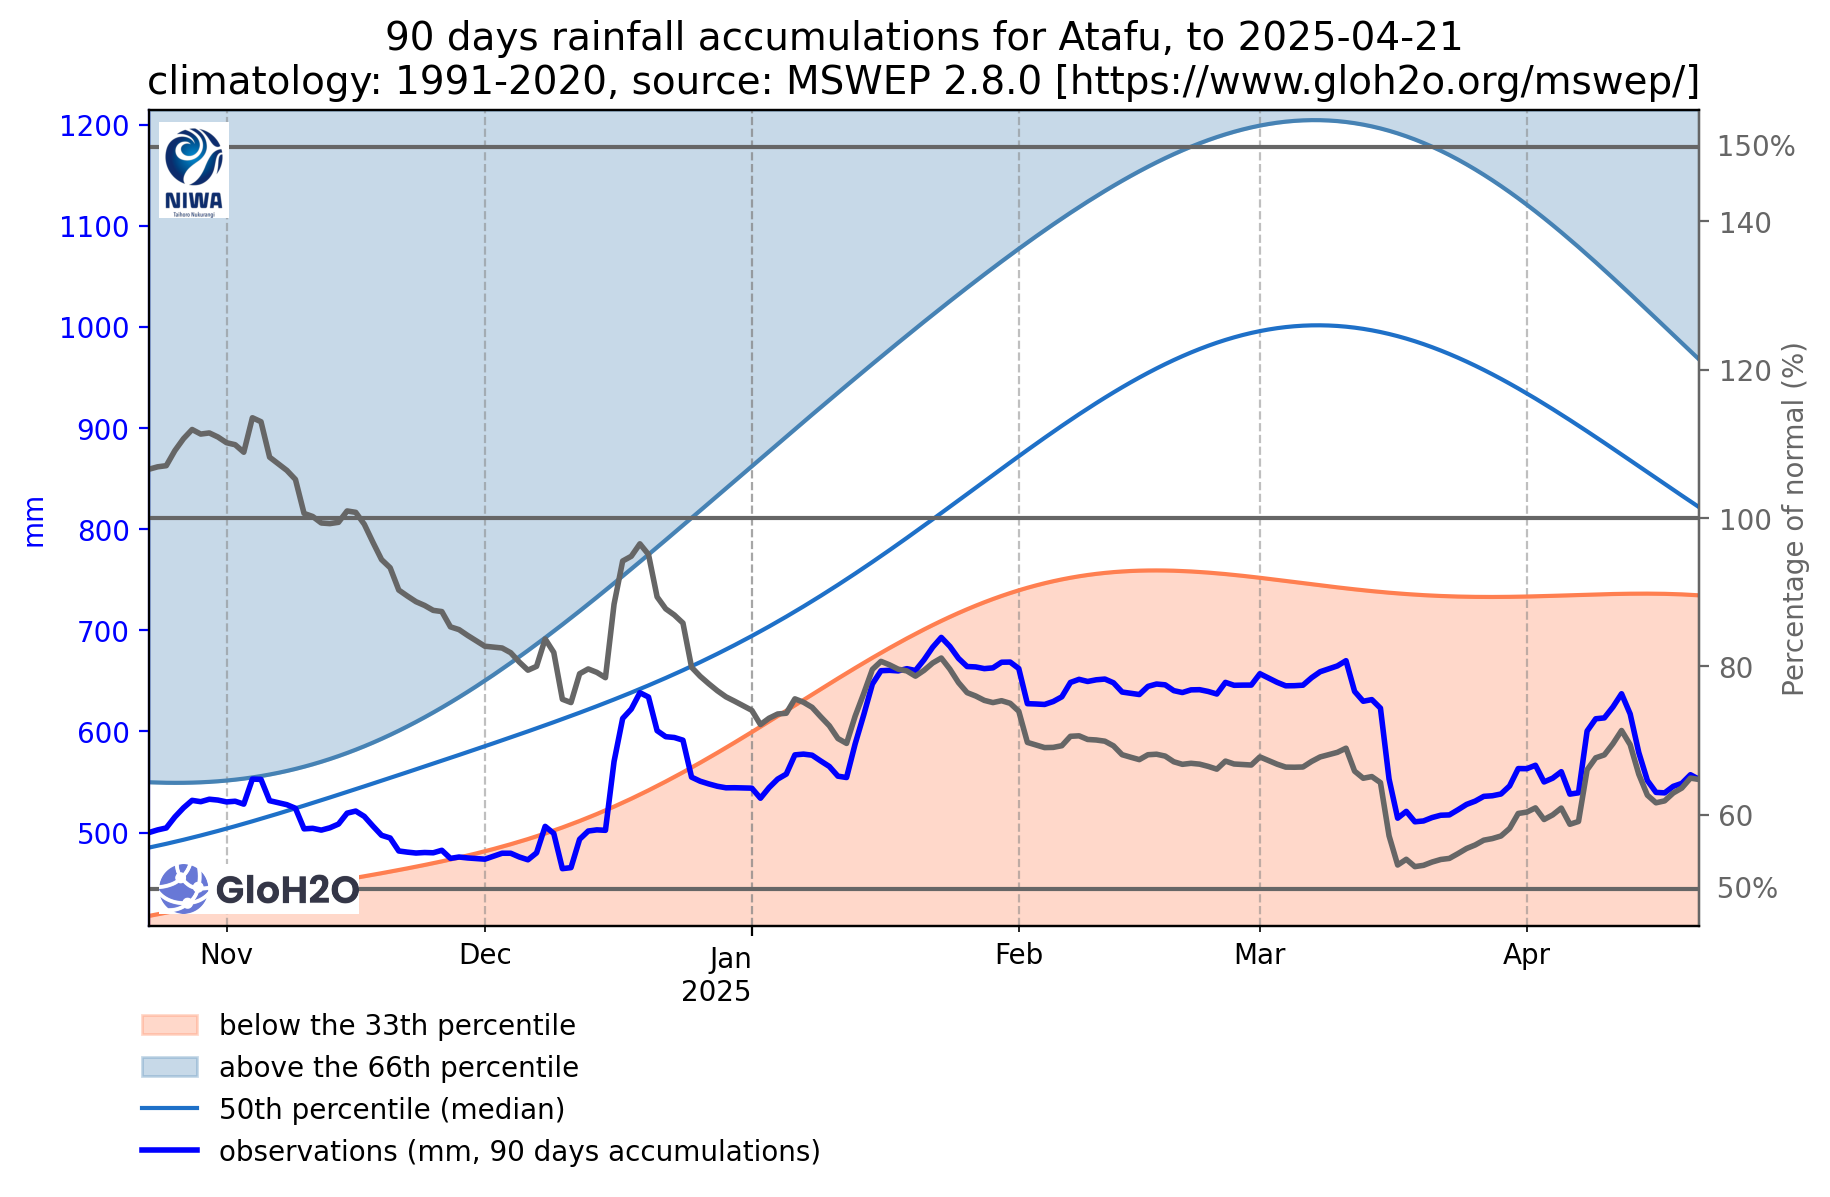 90 days rainfall accumulations for Atafu, to 2025-04-21
climatology: 1991-2020, source: MSWEP 2.8.0 [https://www.gloh2o.org/mswep/]
1200
1100
1000
900
800
700
600
500
mm
NIWA
Taihoro Nukurangi
GloH2O
150%
140
120
100
80
60
50%
Percentage of normal (%)
Nov
Dec
Jan
2025
Feb
Mar
Apr
below the 33th percentile
above the 66th percentile
50th percentile (median)
observations (mm, 90 days accumulations)